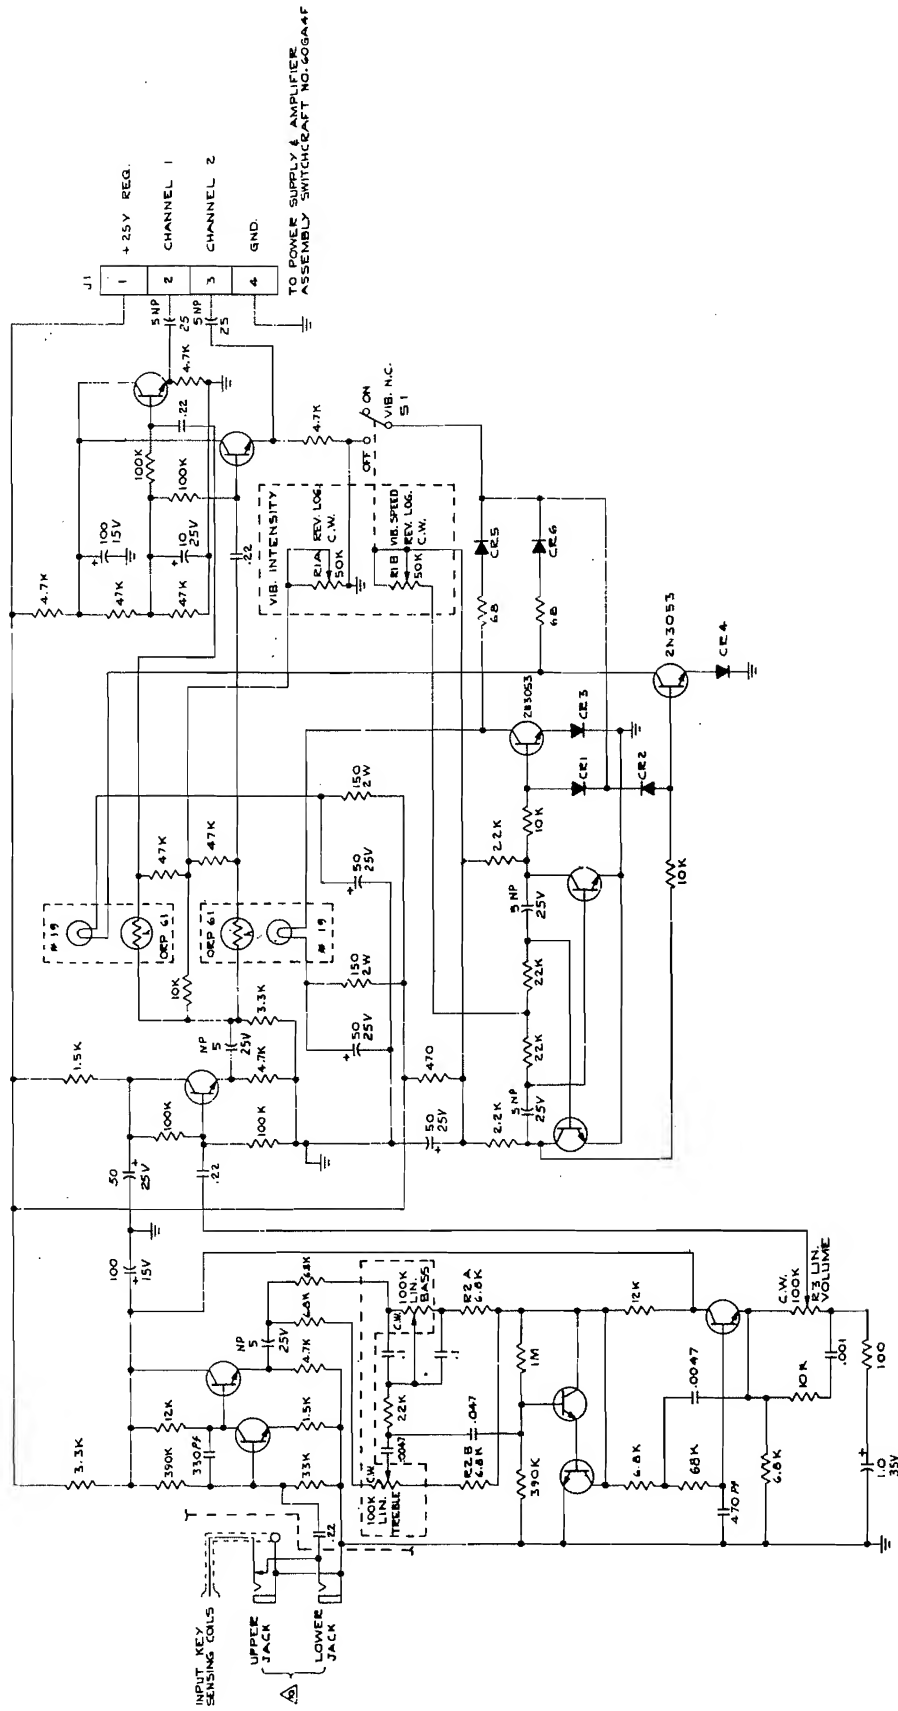 INPUT KEY
SENSING COILS
UPPER
JACK
LOWER
JACK
10
.22
3.3K
390K
12K
330 Pf
33K
1.5K
4.7K
NP
5
25V
6.8K
6.8K
100
15V
50
25V
+
1.5K
100K
100K
.22
NP
5
25V
4.7K
3.3K
10K
# 19
ORP 61
ORP 61
# 19
47K
47K
150
2W
150
2W
50
25V
50
25V
4.7K
47K
47K
100
15V
10
25V
100K
100K
.22
.22
4.7K
5 NP
25
5 NP
25
J1
1
2
3
4
+25V REG.
CHANNEL 1
CHANNEL 2
GND.
TO POWER SUPPLY & AMPLIFIER
ASSEMBLY SWITCHCRAFT NO. 60GA4F
VIB. INTENSITY
R1A REV. LOG.
C.W.
50K
R1B VIB. SPEED
REV. LOG.
C.W.
50K
4.7K
OFF
ON
VIB. N.C.
S1
68
CR5
68
CR6
2N3053
CR3
2N3053
CR4
CR1
CR2
10K
10K
2.2K
5 NP
25V
22K
22K
5 NP
25V
2.2K
470
50
25V
C.W.
100K
LIN.
TREBLE
.0047
22K
.1
.1
C.W.
100K
LIN.
BASS
R2B
6.8K
R2A
6.8K
.047
390K
1M
12K
6.8K
68K
470 Pf
.0047
6.8K
10K
C.W.
100K
R3 LIN.
VOLUME
.001
100
1.0
35V